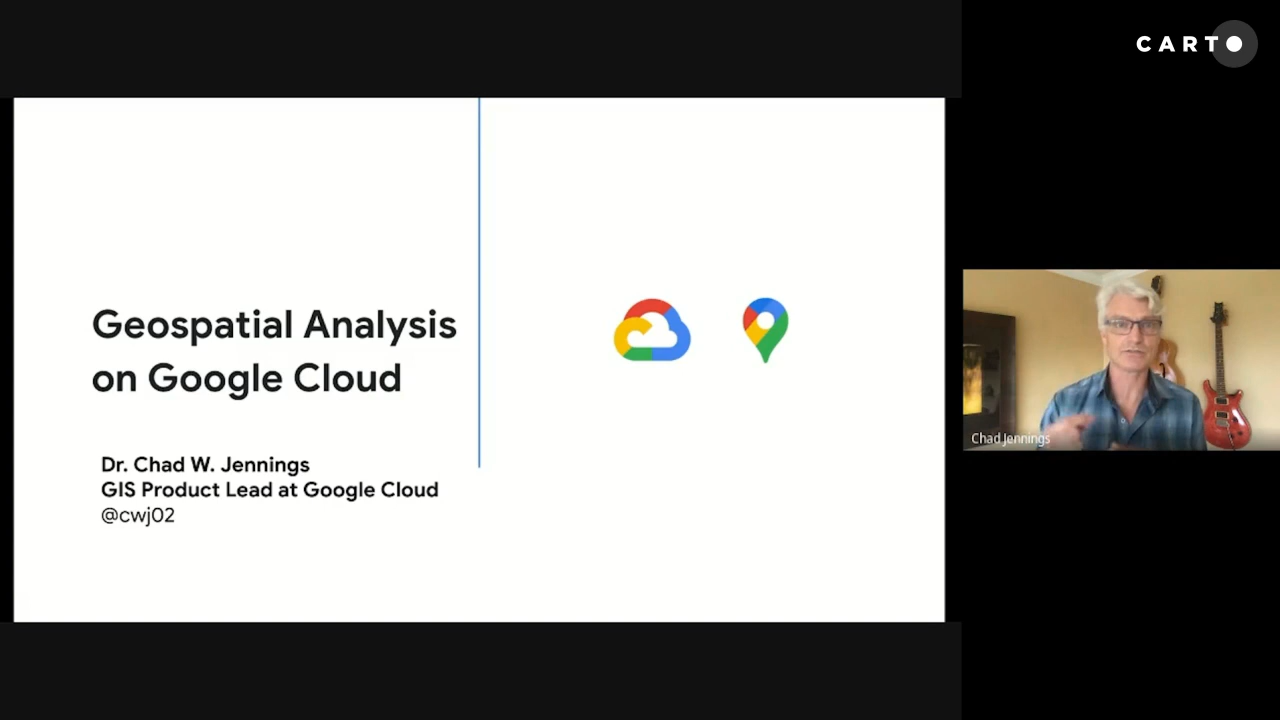 CARTO
Geospatial Analysis
on Google Cloud
Dr. Chad W. Jennings
GIS Product Lead at Google Cloud
@cwj02
Chad Jennings